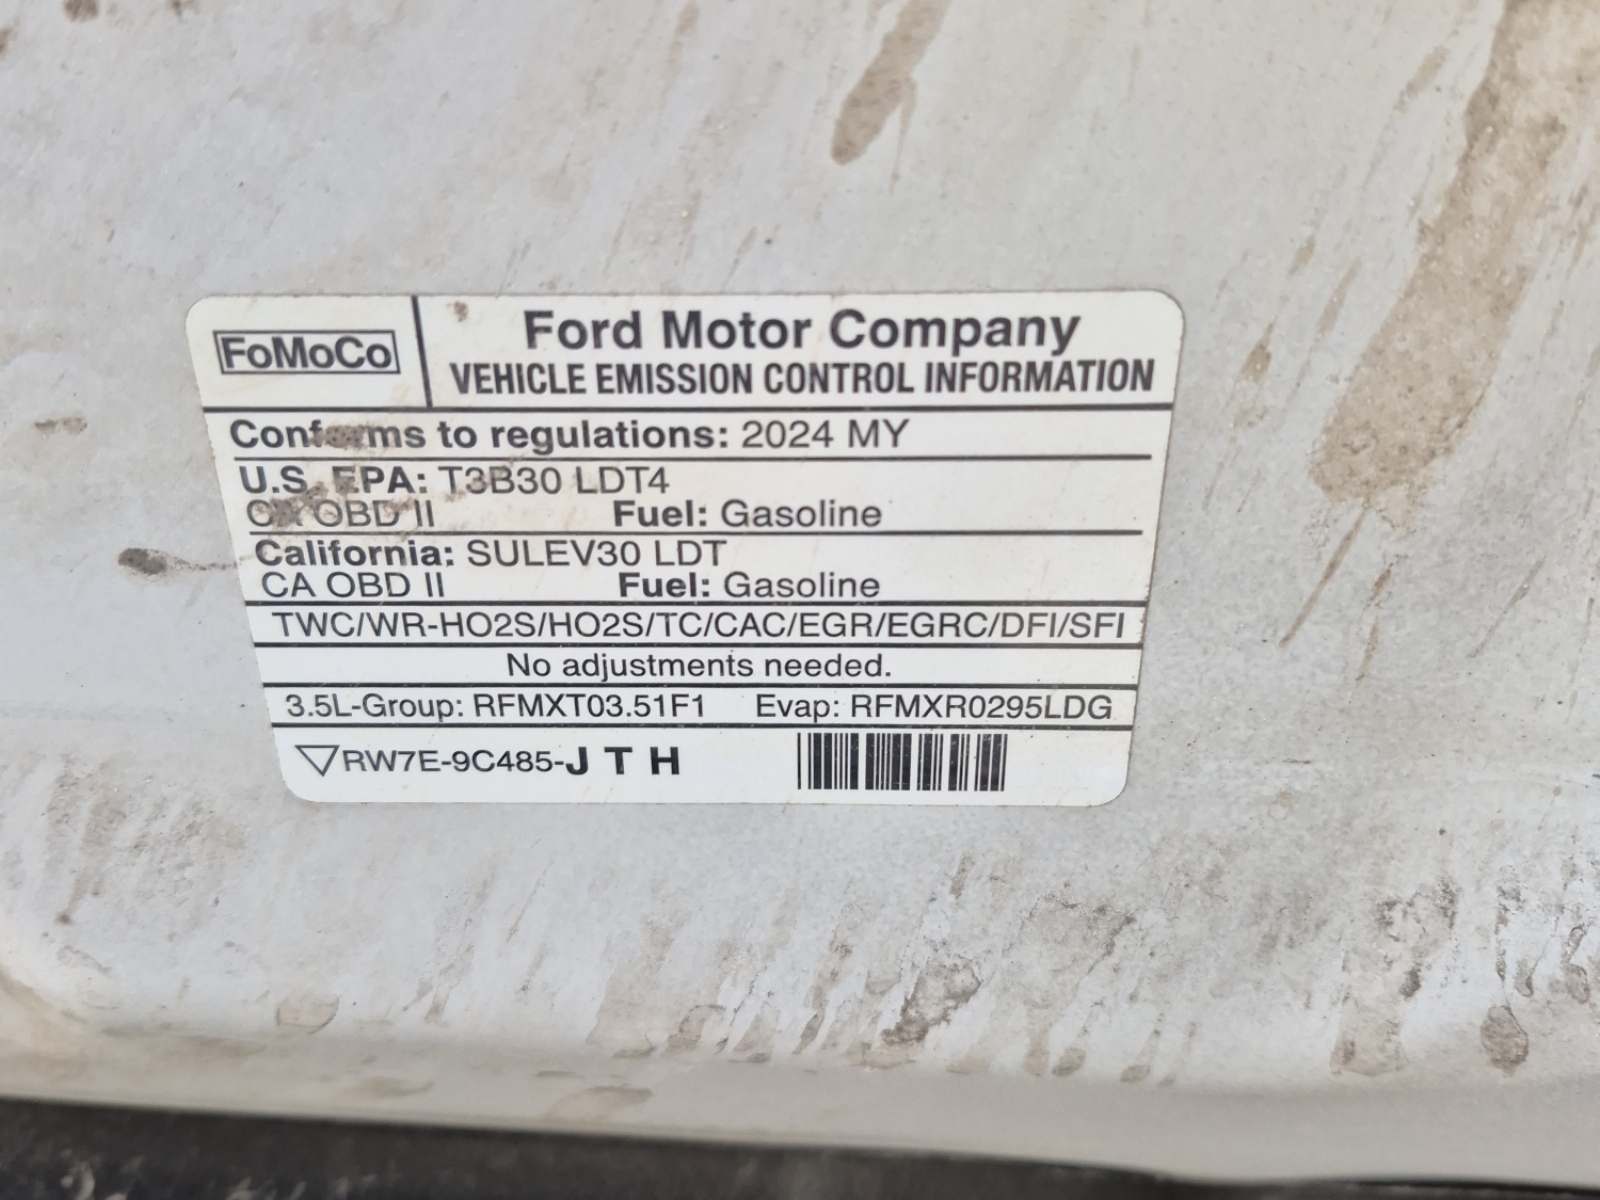 FoMoCo
Ford Motor Company
VEHICLE EMISSION CONTROL INFORMATION
Conforms to regulations: 2024 MY
U.S. EPA: T3B30 LDT4
CA OBD II Fuel: Gasoline
California: SULEV30 LDT
CA OBD II Fuel: Gasoline
TWC/WR-HO2S/HO2S/TC/CAC/EGR/EGRC/DFI/SFI
No adjustments needed.
3.5L-Group: RFMXT03.51F1 Evap: RFMXR0295LDG
▽RW7E-9C485-J T H